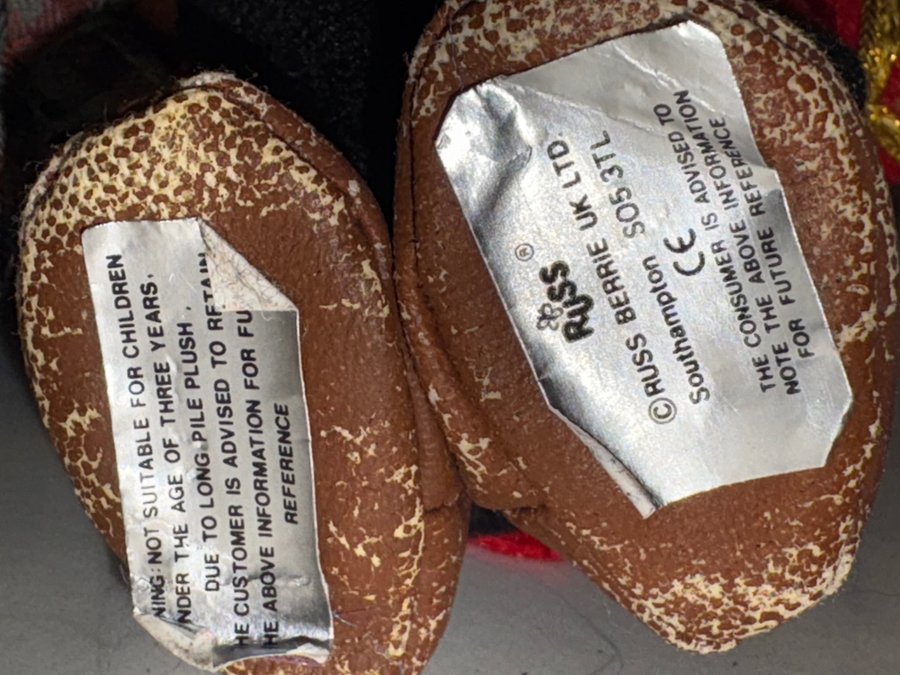 NING: NOT SUITABLE FOR CHILDREN
NDER THE AGE OF THREE YEARS,
DUE TO LONG PILE PLUSH.
HE CUSTOMER IS ADVISED TO RETAIN
HE ABOVE INFORMATION FOR FU
REFERENCE
RUSS®
©RUSS BERRIE UK LTD.
Southampton SO5 3TL
CE
THE CONSUMER IS ADVISED TO
NOTE THE ABOVE INFORMATION
FOR FUTURE REFERENCE